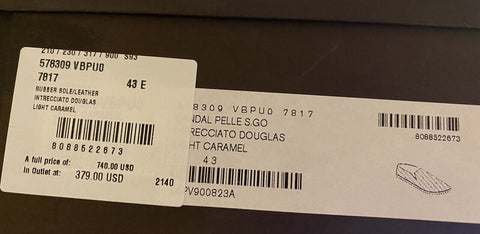 210 / 230 / 317 / 900 S93
578309 VBPU0
7817 43 E
RUBBER SOLE/LEATHER
INTRECCIATO DOUGLAS
LIGHT CARAMEL
8088522673
A full price of: 740.00 USD
In Outlet at: 379.00 USD 2140
8309 VBPU0 7817
NDAL PELLE S.GO
RECCIATO DOUGLAS
HT CARAMEL
43
PV900823A
8088522673